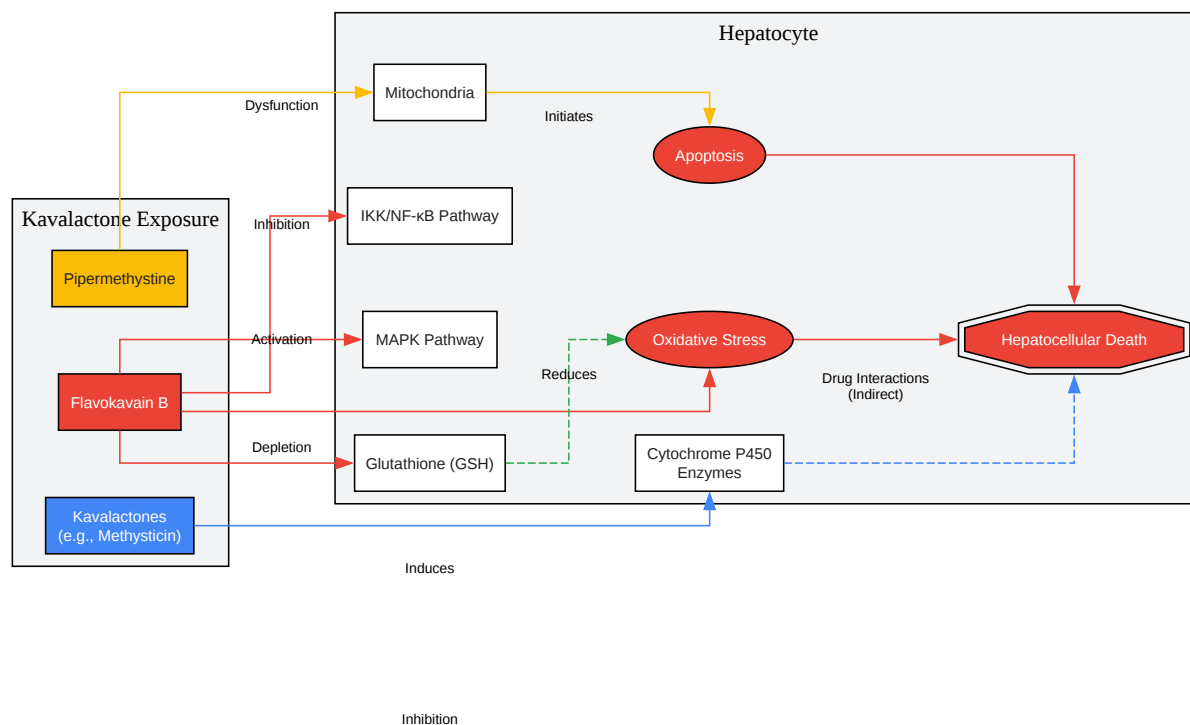 Hepatocyte
Mitochondria
Dysfunction
Initiates
Apoptosis
Kavalactone Exposure
IKK/NF-κB Pathway
Inhibition
Pipermethystine
Activation
MAPK Pathway
Oxidative Stress
Hepatocellular Death
Reduces
Drug Interactions
(Indirect)
Flavokavain B
Depletion
Glutathione (GSH)
Cytochrome P450
Enzymes
Kavalactones
(e.g., Methysticin)
Induces
Inhibition